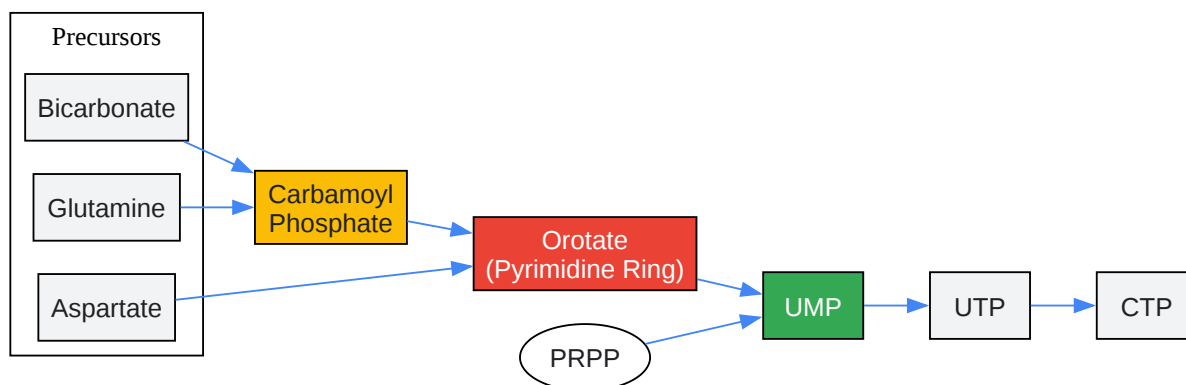 Precursors
Bicarbonate
Glutamine
Aspartate
Carbamoyl
Phosphate
Orotate
(Pyrimidine Ring)
PRPP
UMP
UTP
CTP